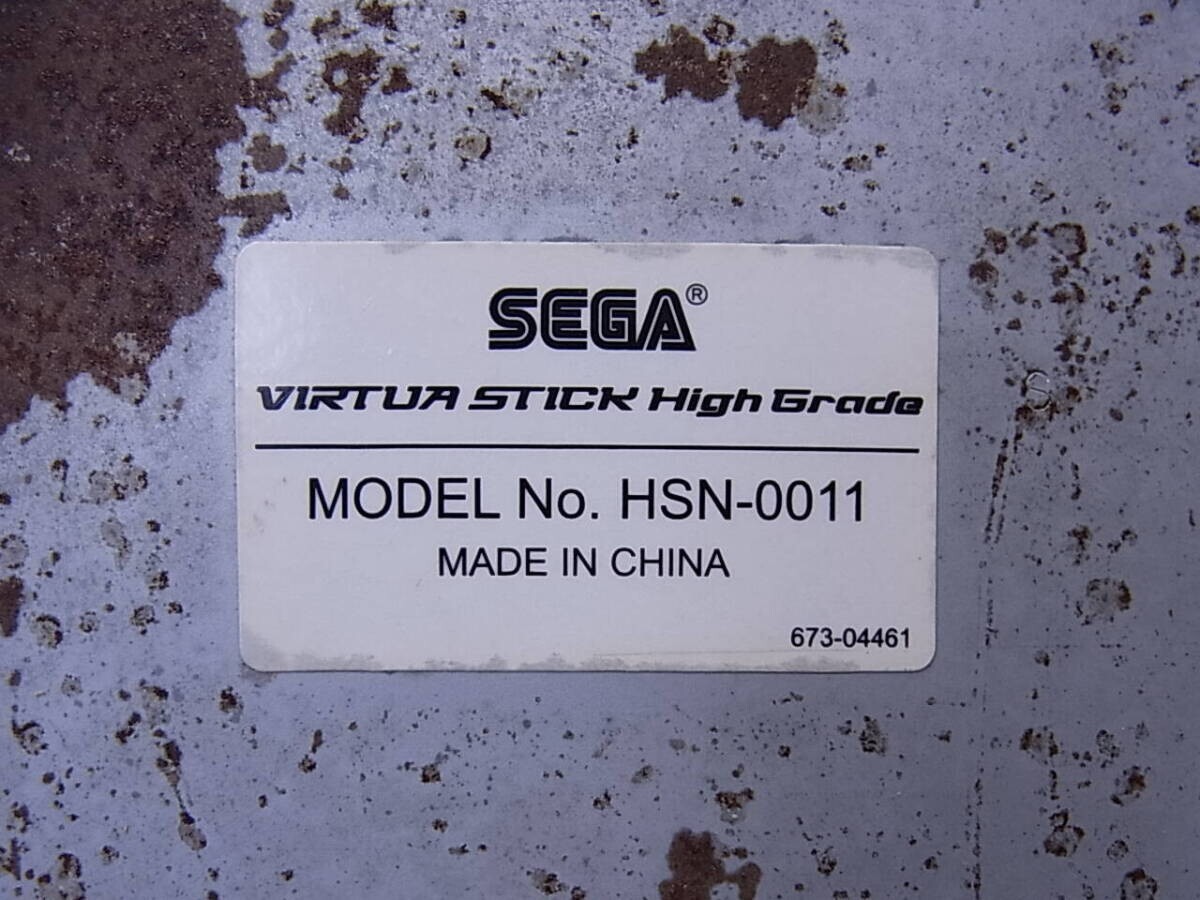 SEGA®
VIRTUA STICK High Grade
MODEL No. HSN-0011
MADE IN CHINA
673-04461